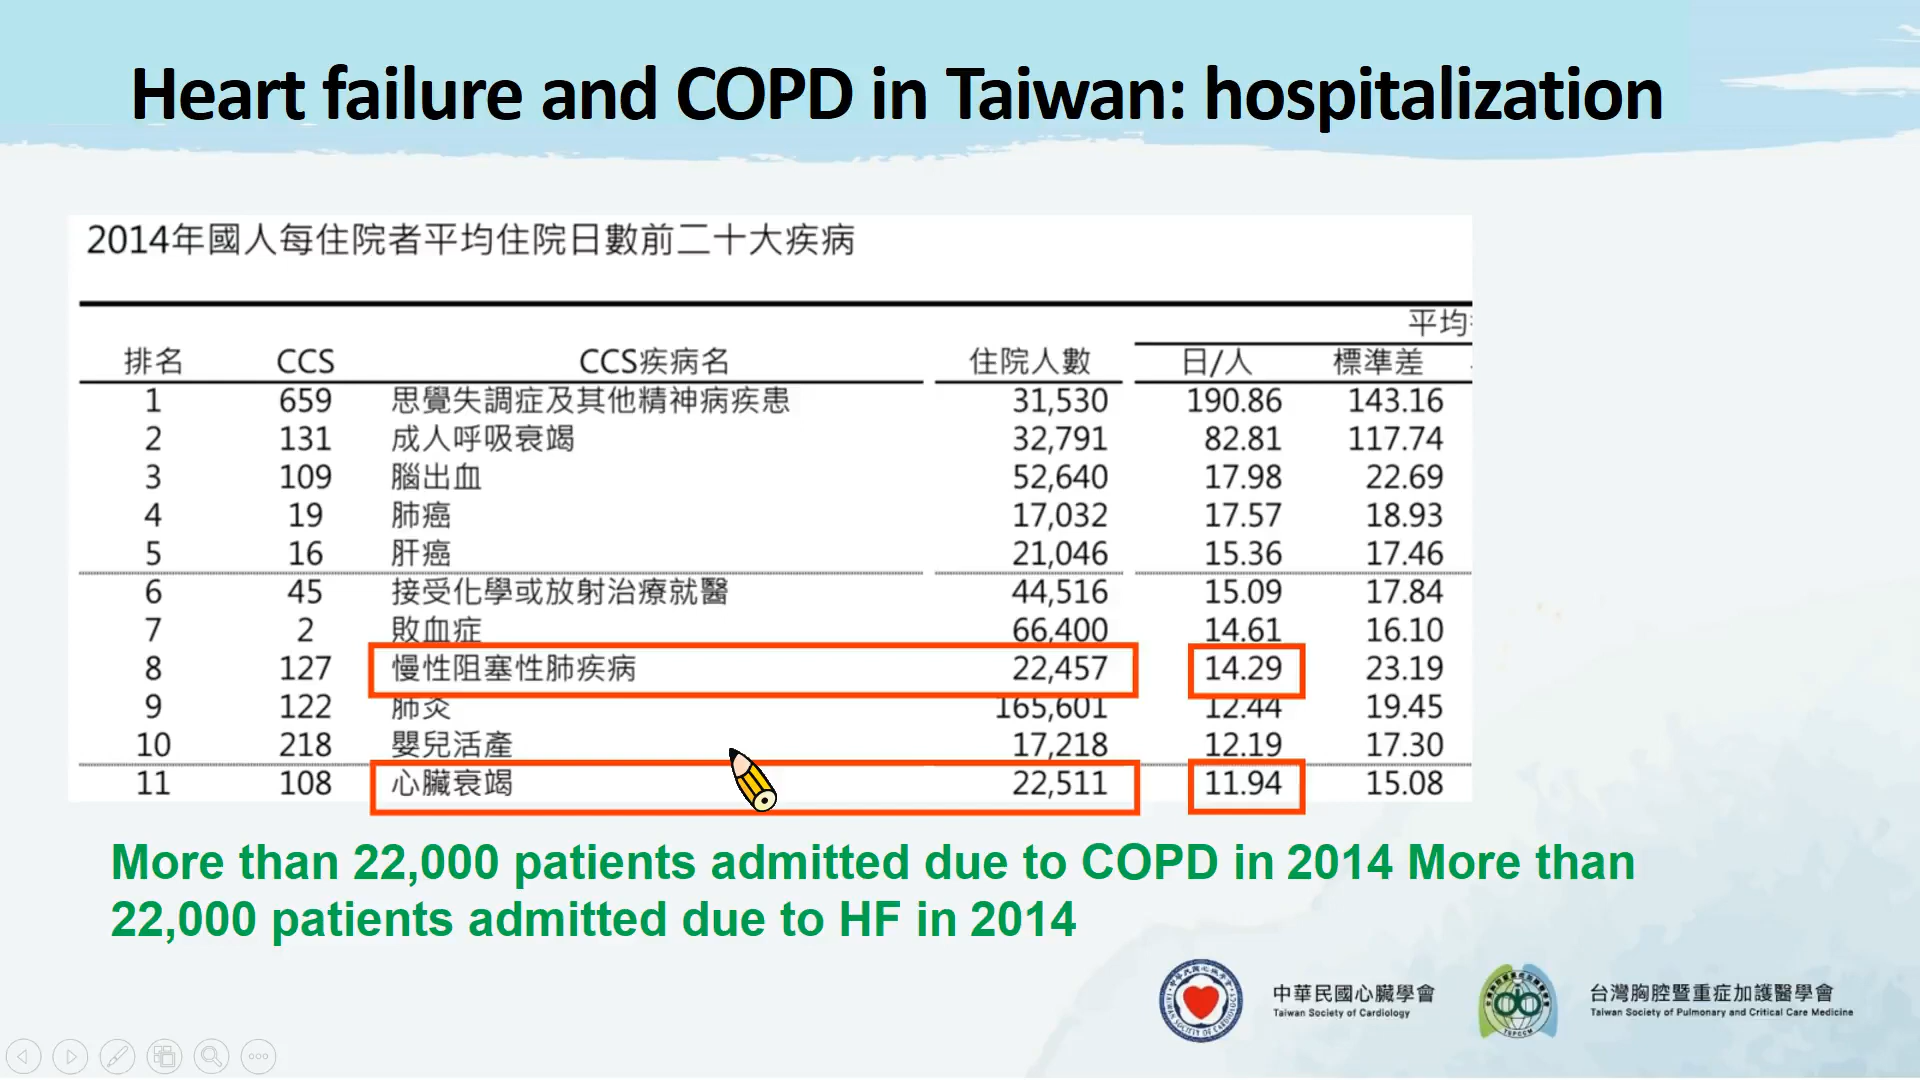 Heart failure and COPD in Taiwan: hospitalization
2014年國人每住院者平均住院日數前二十大疾病
平均
排名 CCS CCS疾病名 住院人數 日/人 標準差
1 659 思覺失調症及其他精神病疾患 31,530 190.86 143.16
2 131 成人呼吸衰竭 32,791 82.81 117.74
3 109 腦出血 52,640 17.98 22.69
4 19 肺癌 17,032 17.57 18.93
5 16 肝癌 21,046 15.36 17.46
6 45 接受化學或放射治療就醫 44,516 15.09 17.84
7 2 敗血症 66,400 14.61 16.10
8 127 慢性阻塞性肺疾病 22,457 14.29 23.19
9 122 肺炎 165,601 12.44 19.45
10 218 嬰兒活產 17,218 12.19 17.30
11 108 心臟衰竭 22,511 11.94 15.08
More than 22,000 patients admitted due to COPD in 2014 More than
22,000 patients admitted due to HF in 2014
中華民國心臟學會
Taiwan Society of Cardiology
台灣胸腔暨重症加護醫學會
Taiwan Society of Pulmonary and Critical Care Medicine